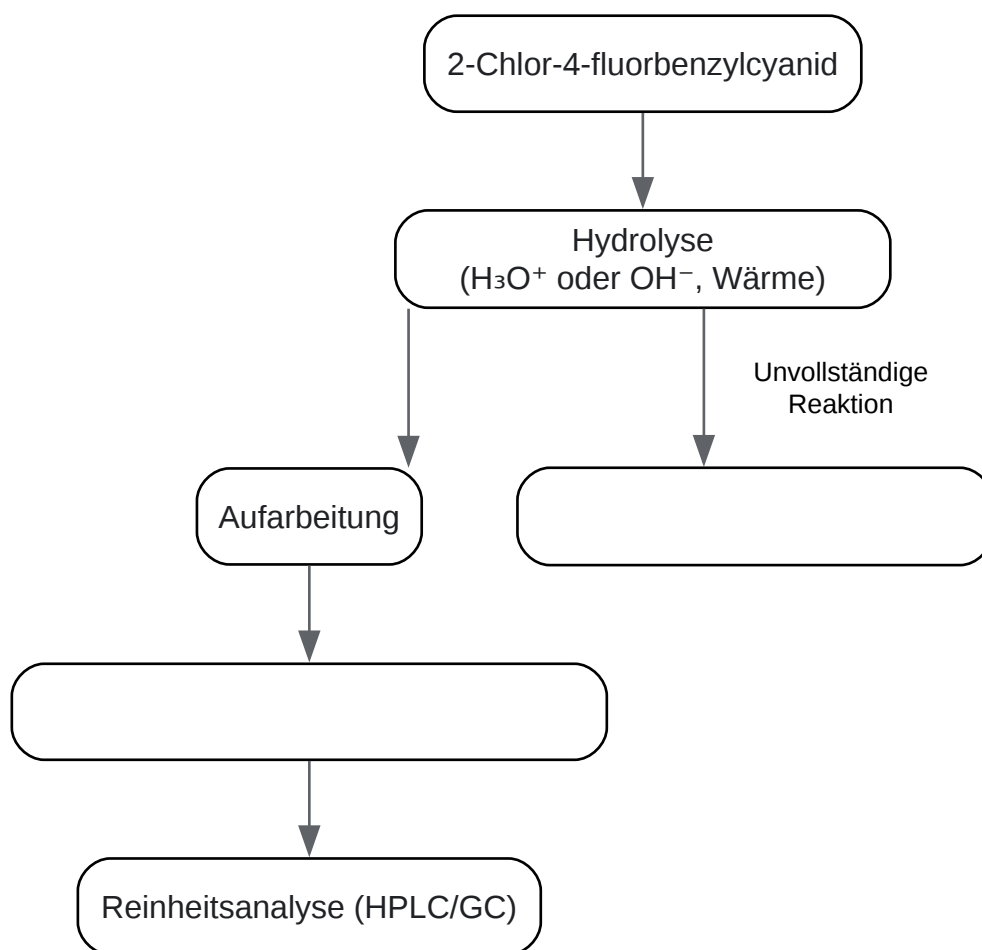 2-Chlor-4-fluorbenzylcyanid
Hydrolyse
(H₃O⁺ oder OH⁻, Wärme)
Unvollständige
Reaktion
Aufarbeitung
Reinheitsanalyse (HPLC/GC)